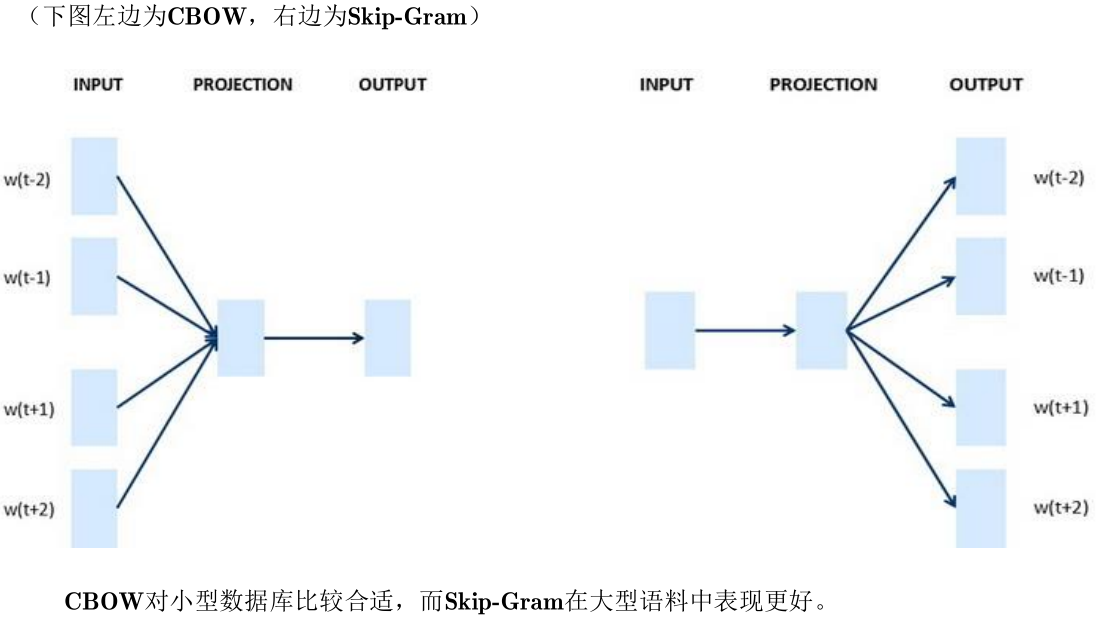 （下图左边为CBOW，右边为Skip-Gram）
INPUT PROJECTION OUTPUT
w(t-2)
w(t-1)
w(t+1)
w(t+2)
INPUT PROJECTION OUTPUT
w(t-2)
w(t-1)
w(t+1)
w(t+2)
CBOW对小型数据库比较合适，而Skip-Gram在大型语料中表现更好。